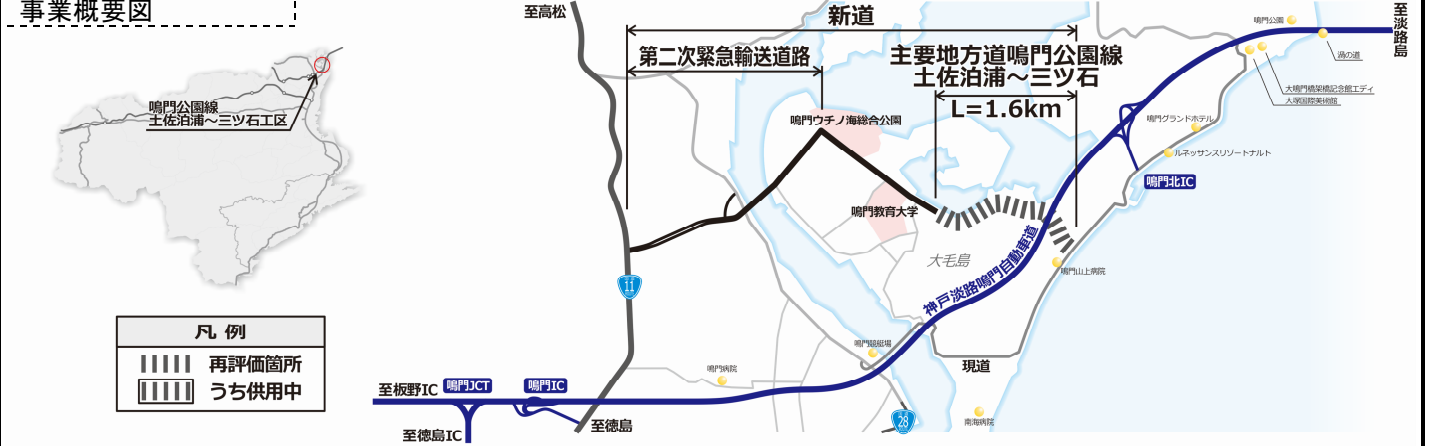 事業概要図
至高松
新道
第二次緊急輸送道路
主要地方道鳴門公園線
土佐泊浦～三ツ石
L=1.6km
鳴門公園
至淡路島
渦の道
大鳴門橋架橋記念館エディ
大塚国際美術館
鳴門グランドホテル
ルネッサンスリゾートナルト
鳴門北IC
鳴門公園線
土佐泊浦～三ツ石工区
鳴門ウチノ海総合公園
鳴門教育大学
大毛島
神戸淡路鳴門自動車道
鳴門山上病院
11
凡 例
再評価箇所
うち供用中
鳴門競艇場
鳴門病院
現道
至板野IC
鳴門JCT
鳴門IC
至徳島
至徳島IC
28
南海病院